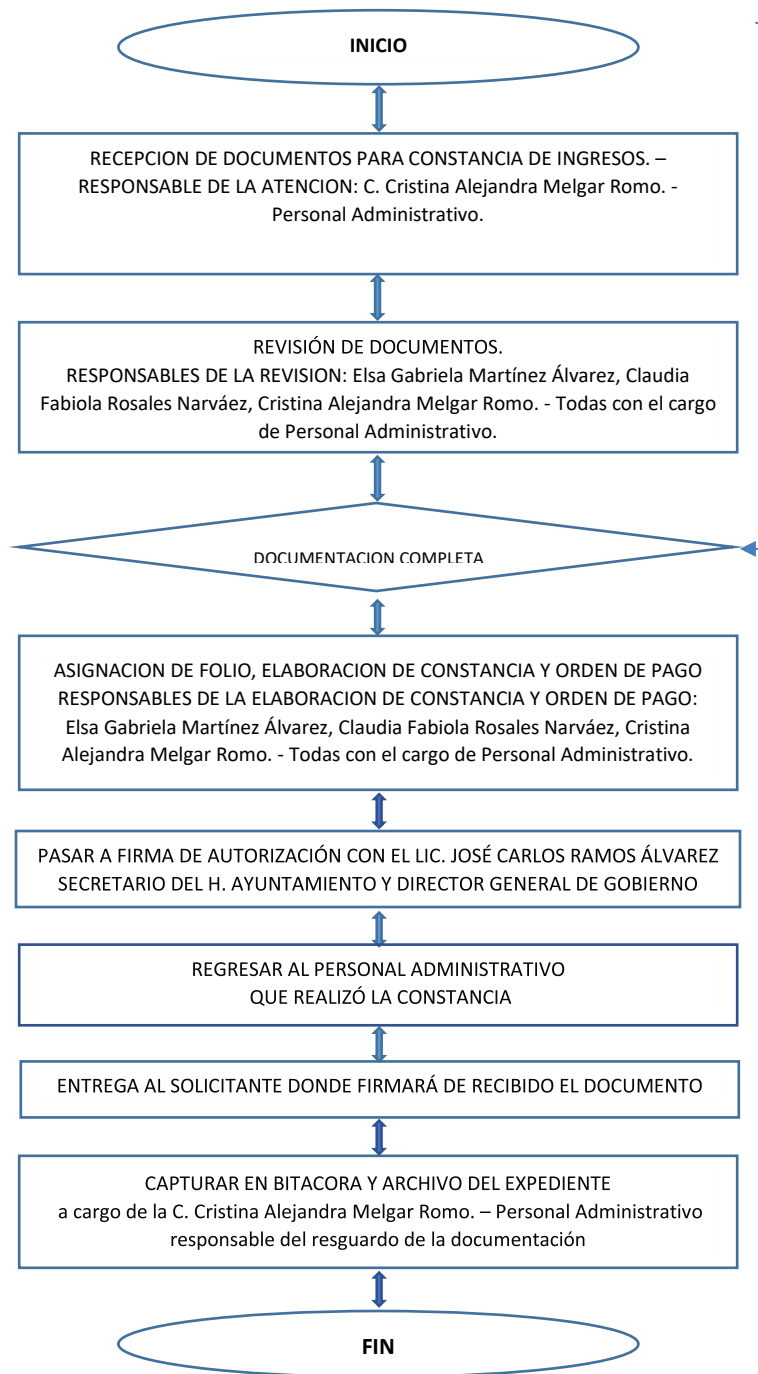 INICIO
RECEPCION DE DOCUMENTOS PARA CONSTANCIA DE INGRESOS. –
RESPONSABLE DE LA ATENCION: C. Cristina Alejandra Melgar Romo. -
Personal Administrativo.
REVISIÓN DE DOCUMENTOS.
RESPONSABLES DE LA REVISION: Elsa Gabriela Martínez Álvarez, Claudia
Fabiola Rosales Narváez, Cristina Alejandra Melgar Romo. - Todas con el cargo
de Personal Administrativo.
DOCUMENTACION COMPLETA
ASIGNACION DE FOLIO, ELABORACION DE CONSTANCIA Y ORDEN DE PAGO
RESPONSABLES DE LA ELABORACION DE CONSTANCIA Y ORDEN DE PAGO:
Elsa Gabriela Martínez Álvarez, Claudia Fabiola Rosales Narváez, Cristina
Alejandra Melgar Romo. - Todas con el cargo de Personal Administrativo.
PASAR A FIRMA DE AUTORIZACIÓN CON EL LIC. JOSÉ CARLOS RAMOS ÁLVAREZ
SECRETARIO DEL H. AYUNTAMIENTO Y DIRECTOR GENERAL DE GOBIERNO
REGRESAR AL PERSONAL ADMINISTRATIVO
QUE REALIZÓ LA CONSTANCIA
ENTREGA AL SOLICITANTE DONDE FIRMARÁ DE RECIBIDO EL DOCUMENTO
CAPTURAR EN BITACORA Y ARCHIVO DEL EXPEDIENTE
a cargo de la C. Cristina Alejandra Melgar Romo. – Personal Administrativo
responsable del resguardo de la documentación
FIN